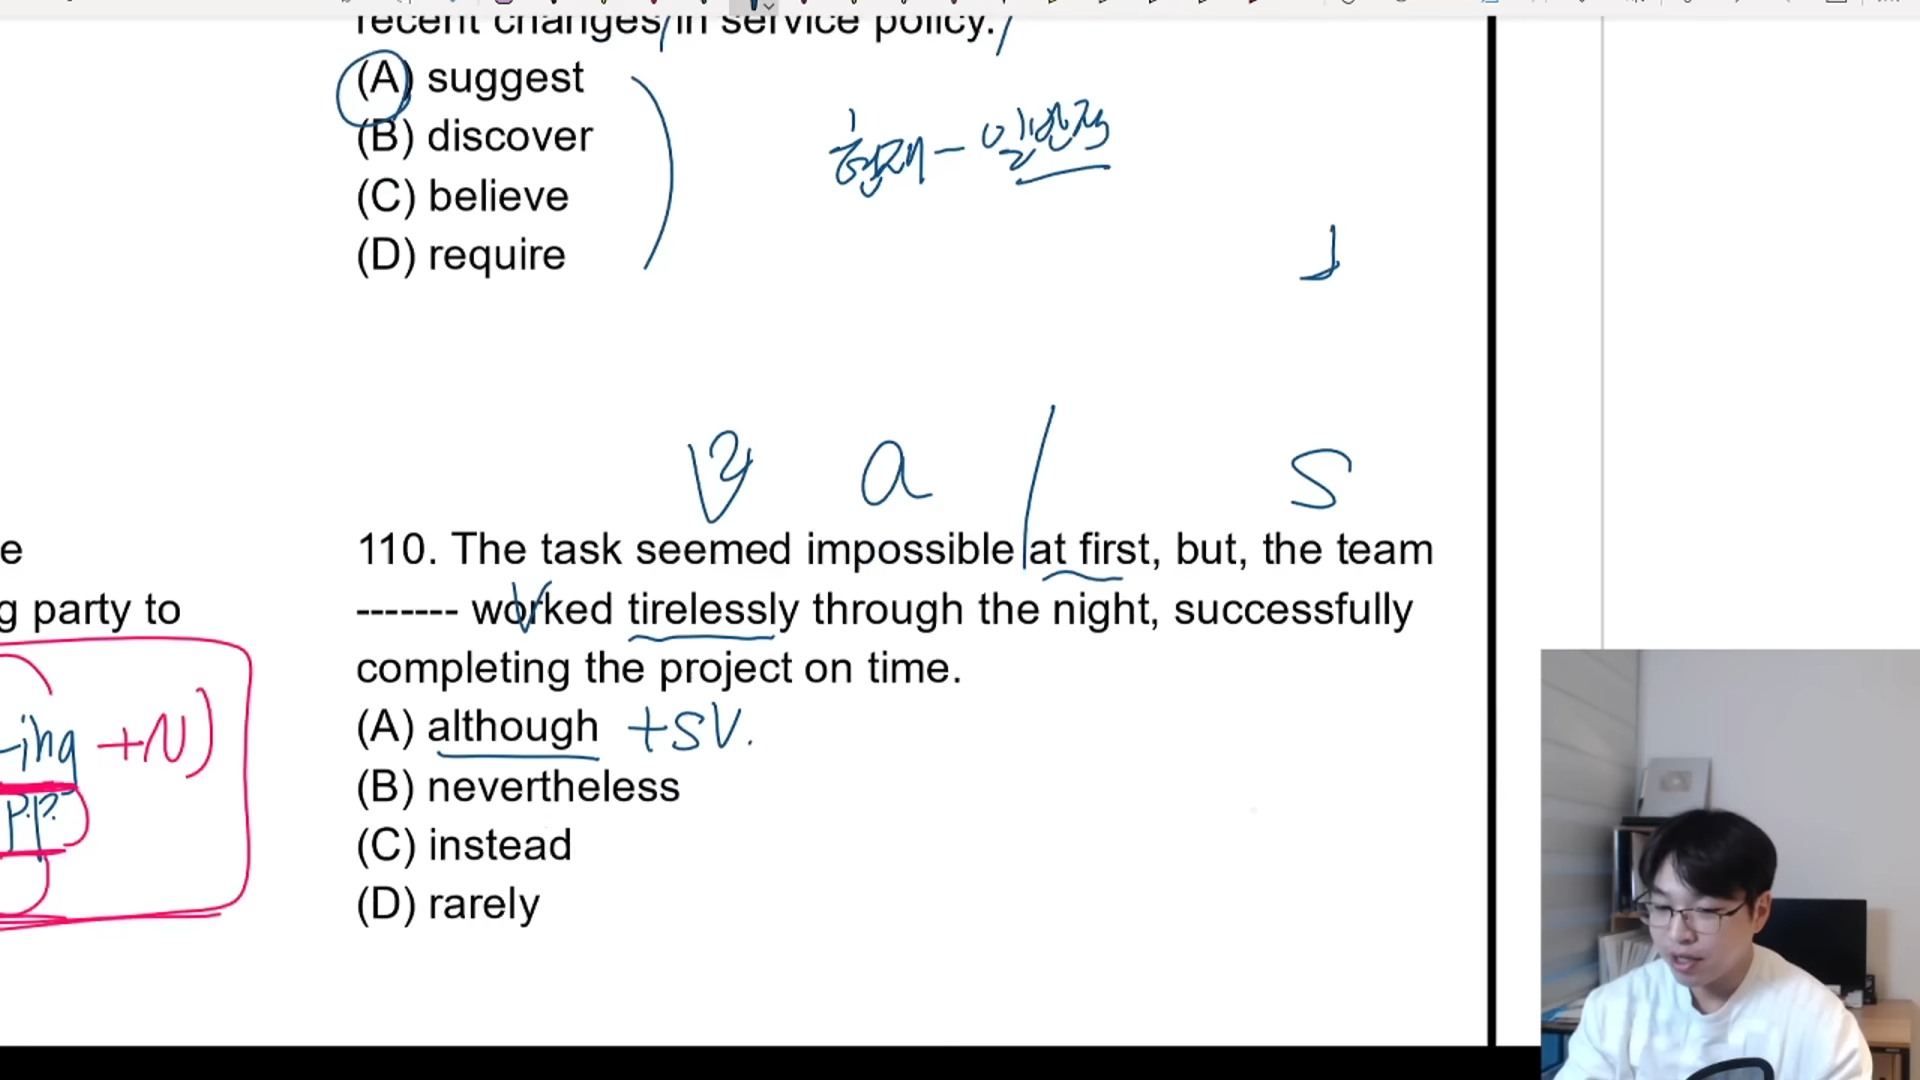 recent changes in service policy.
(A) suggest
(B) discover
(C) believe
(D) require
현재 - 일반적
2 a S
110. The task seemed impossible at first, but, the team
------- worked tirelessly through the night, successfully
completing the project on time.
(A) although +SV.
(B) nevertheless
(C) instead
(D) rarely
e
g party to
-ing +N)
P.P.